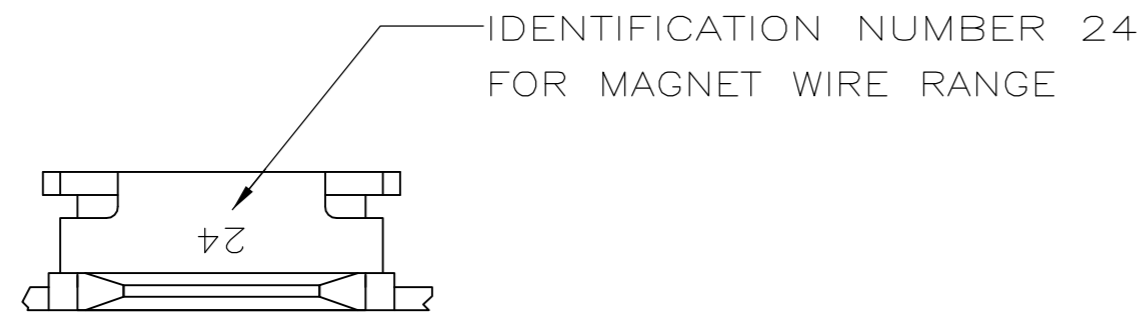 IDENTIFICATION NUMBER 24
FOR MAGNET WIRE RANGE
24